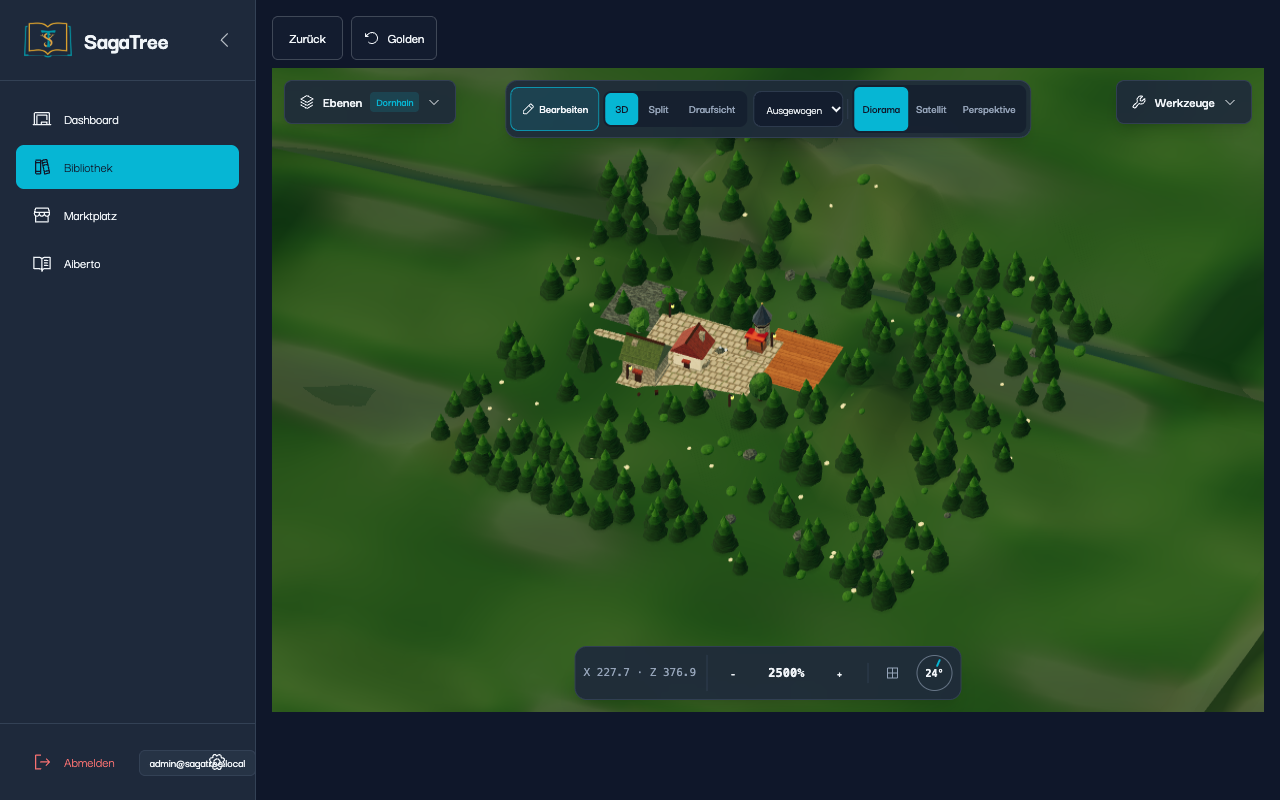 SagaTree
Dashboard
Bibliothek
Marktplatz
Alberto
Abmelden
Zurück
Golden
Ebenen Dornhain
Bearbeiten
3D Split Draufsicht
Ausgewogen
Diorama Satellit Perspektive
Werkzeuge
X 227.7 · Z 376.9
- 2500% +
24°